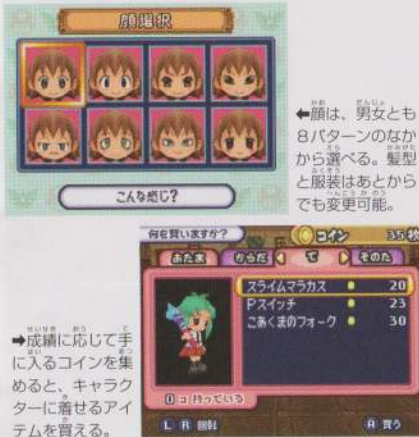 顔選択
こんな感じ?
⬅顔は、男女とも
8パターンのなか
から選べる。髪型
と服装はあとから
でも変更可能。
何を買いますか?
コイン 35枚
あたま からだ て そのた
スライムマラカス 20
Pスイッチ 23
こあくまのフォーク 30
0コ 持っている
L R 回転
A 買う
➡成績に応じて手
に入るコインを集
めると、キャラク
ターに着せるアイ
テムを買える。